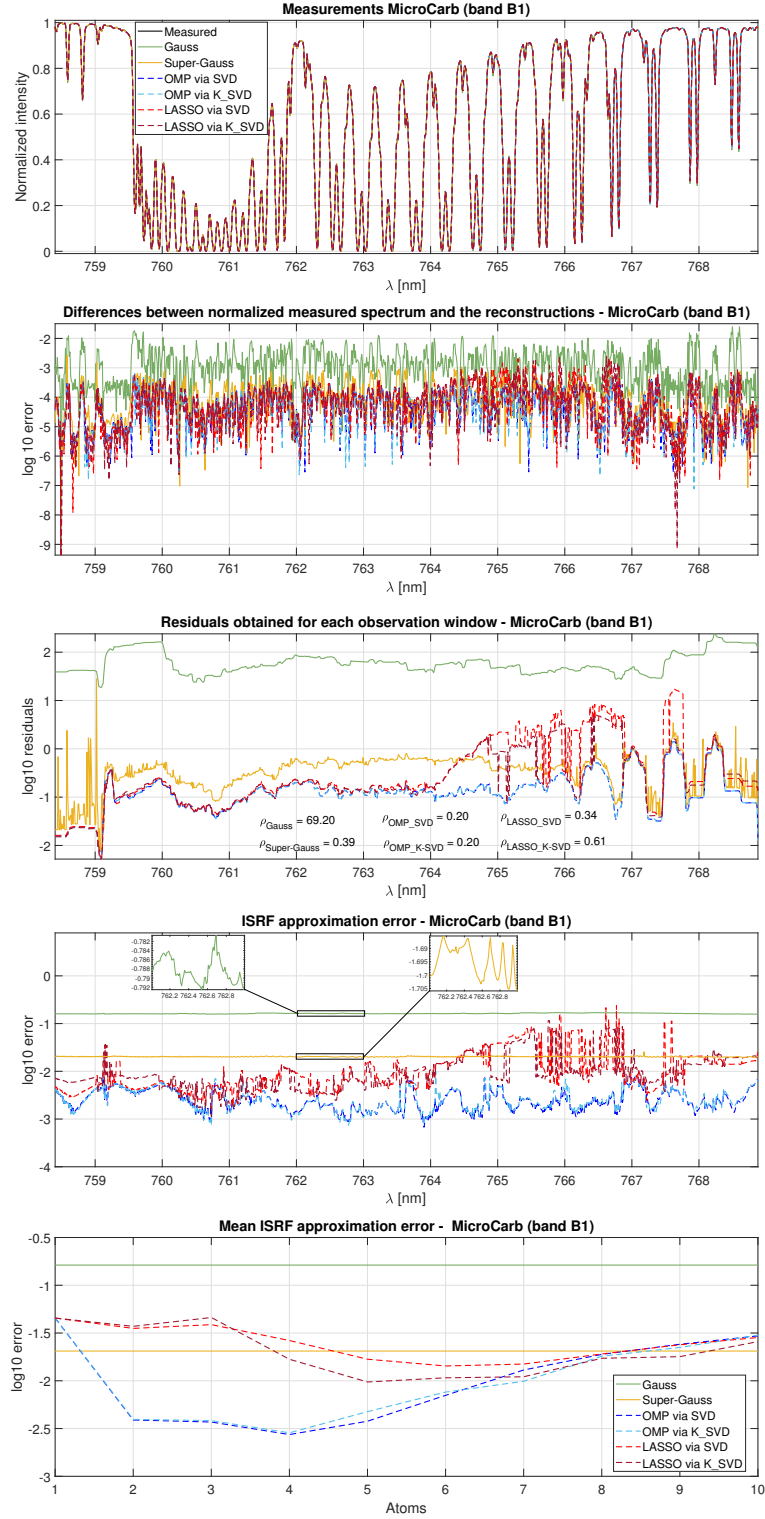 Measurements MicroCarb (band B1)
Normalized intensity
1
0.8
0.6
0.4
0.2
0
Measured
Gauss
Super-Gauss
OMP via SVD
OMP via K_SVD
LASSO via SVD
LASSO via K_SVD
759 760 761 762 763 764 765 766 767 768
λ [nm]
Differences between normalized measured spectrum and the reconstructions - MicroCarb (band B1)
log 10 error
-2
-3
-4
-5
-6
-7
-8
-9
759 760 761 762 763 764 765 766 767 768
λ [nm]
Residuals obtained for each observation window - MicroCarb (band B1)
log10 residuals
2
1
0
-1
-2
ρGauss = 69.20 ρOMP_SVD = 0.20 ρLASSO_SVD = 0.34
ρSuper-Gauss = 0.39 ρOMP_K-SVD = 0.20 ρLASSO_K-SVD = 0.61
759 760 761 762 763 764 765 766 767 768
λ [nm]
ISRF approximation error - MicroCarb (band B1)
log10 error
0
-1
-2
-3
-4
-0.782
-0.784
-0.786
-0.788
-0.79
-0.792
762.2 762.4 762.6 762.8
-1.69
-1.695
-1.7
-1.705
762.2 762.4 762.6 762.8
759 760 761 762 763 764 765 766 767 768
λ [nm]
Mean ISRF approximation error - MicroCarb (band B1)
log10 error
-0.5
-1
-1.5
-2
-2.5
-3
Gauss
Super-Gauss
OMP via SVD
OMP via K_SVD
LASSO via SVD
LASSO via K_SVD
1 2 3 4 5 6 7 8 9 10
Atoms